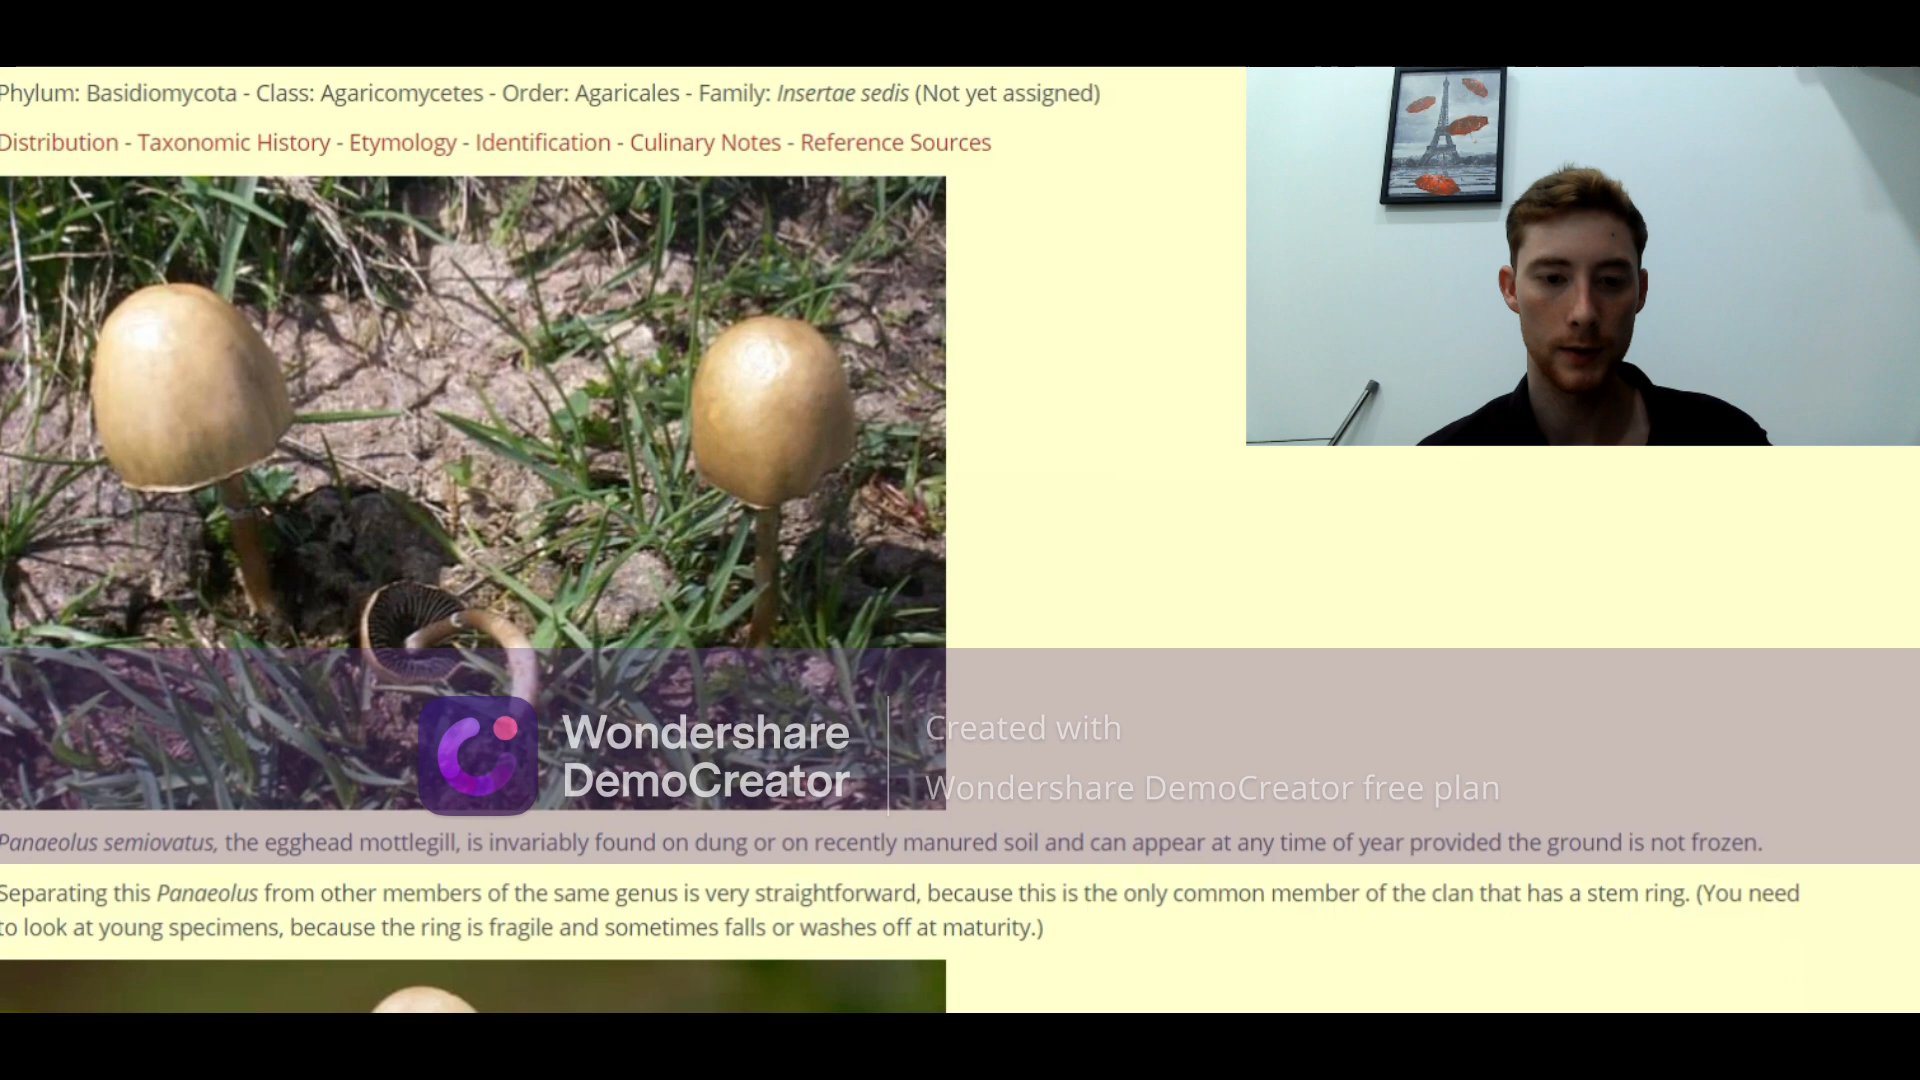 Phylum: Basidiomycota - Class: Agaricomycetes - Order: Agaricales - Family: Insertae sedis (Not yet assigned)
Distribution - Taxonomic History - Etymology - Identification - Culinary Notes - Reference Sources
Wondershare
DemoCreator
Created with
Wondershare DemoCreator free plan
Panaeolus semiovatus, the egghead mottlegill, is invariably found on dung or on recently manured soil and can appear at any time of year provided the ground is not frozen.
Separating this Panaeolus from other members of the same genus is very straightforward, because this is the only common member of the clan that has a stem ring. (You need
to look at young specimens, because the ring is fragile and sometimes falls or washes off at maturity.)